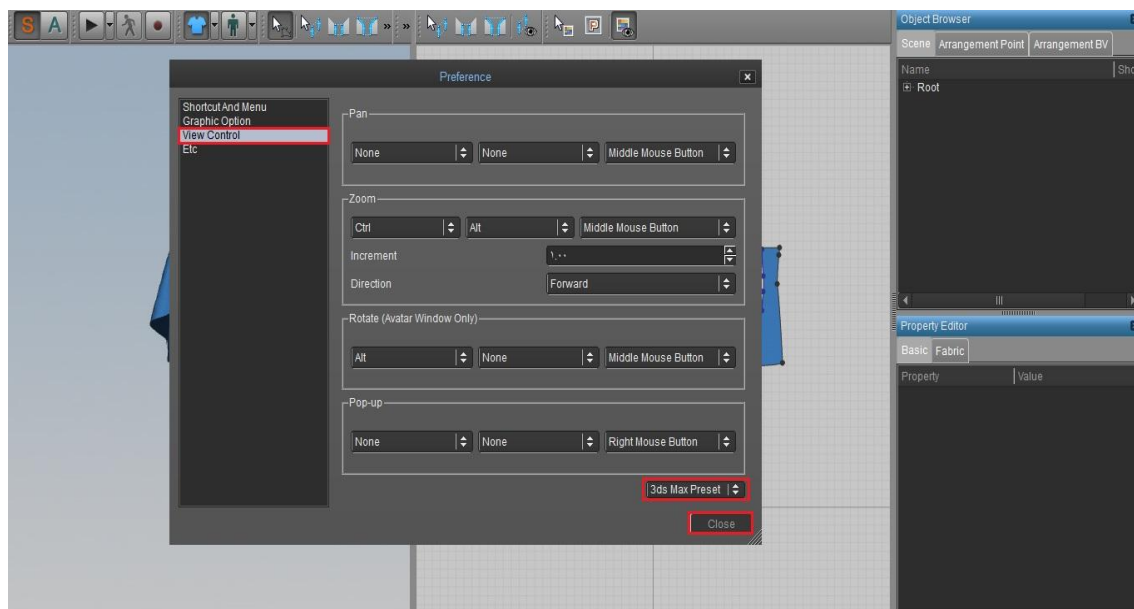 S A
»
»
P
Object Browser
Scene Arrangement Point Arrangement BV
Name Sho
Root
Preference
Shortcut And Menu
Graphic Option
View Control
Etc
Pan
None None Middle Mouse Button
Zoom
Ctrl Alt Middle Mouse Button
Increment ١.٠٠
Direction Forward
Rotate (Avatar Window Only)
Alt None Middle Mouse Button
Pop-up
None None Right Mouse Button
3ds Max Preset
Close
Property Editor
Basic Fabric
Property Value